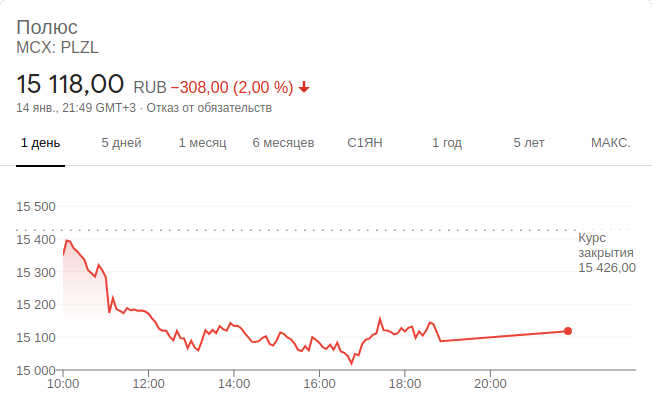 Полюс
MCX: PLZL
15 118,00 RUB −308,00 (2,00 %)
14 янв., 21:49 GMT+3 · Отказ от обязательств
1 день 5 дней 1 месяц 6 месяцев С1ЯН 1 год 5 лет МАКС.
15 500
15 400
15 300
15 200
15 100
15 000
Курс
закрытия
15 426,00
10:00 12:00 14:00 16:00 18:00 20:00